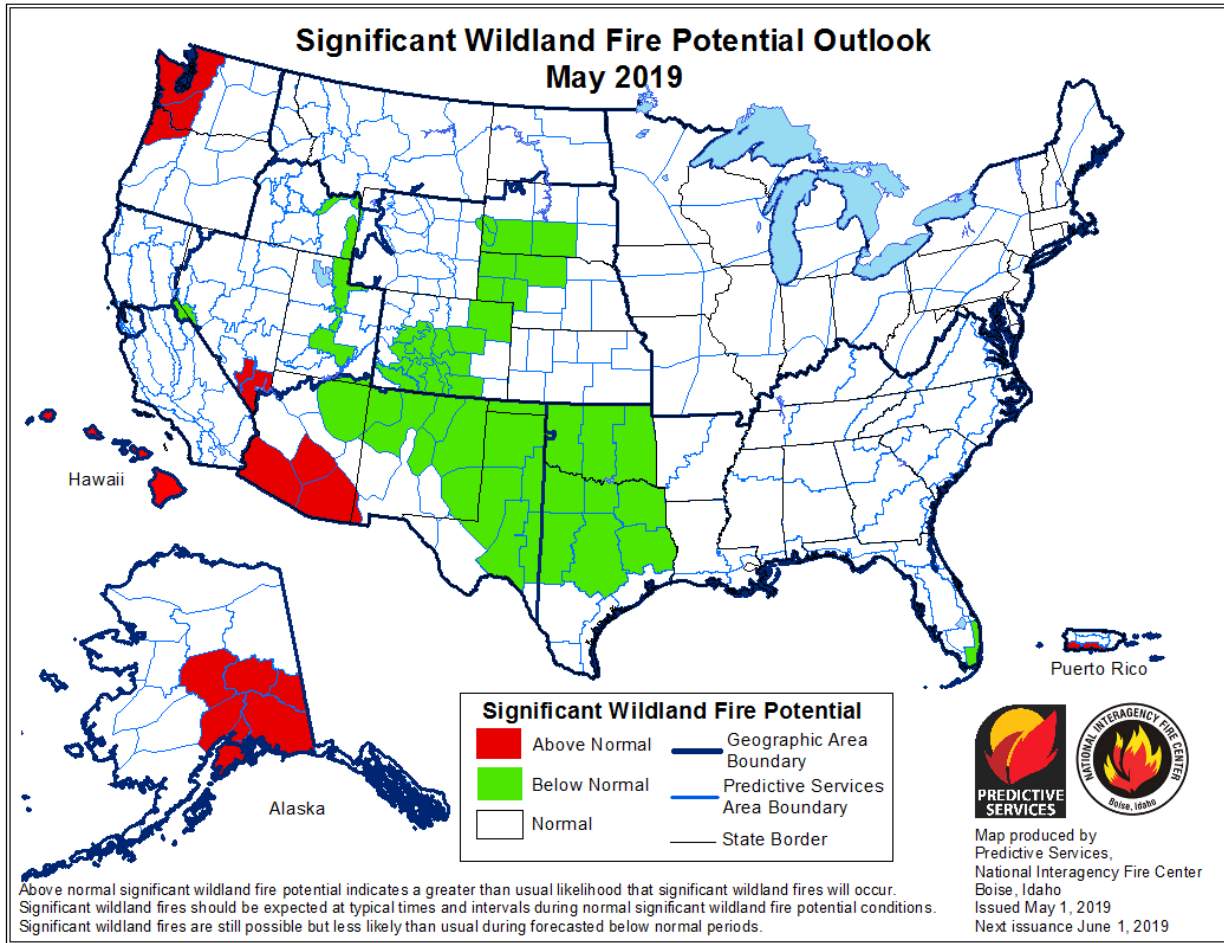 Significant Wildland Fire Potential Outlook
May 2019
Hawaii
Alaska
Puerto Rico
Significant Wildland Fire Potential
Above Normal
Below Normal
Normal
Geographic Area
Boundary
Predictive Services
Area Boundary
State Border
PREDICTIVE
SERVICES
NATIONAL INTERAGENCY FIRE CENTER
Boise, Idaho
Map produced by
Predictive Services,
National Interagency Fire Center
Boise, Idaho
Issued May 1, 2019
Next issuance June 1, 2019
Above normal significant wildland fire potential indicates a greater than usual likelihood that significant wildland fires will occur.
Significant wildland fires should be expected at typical times and intervals during normal significant wildland fire potential conditions.
Significant wildland fires are still possible but less likely than usual during forecasted below normal periods.